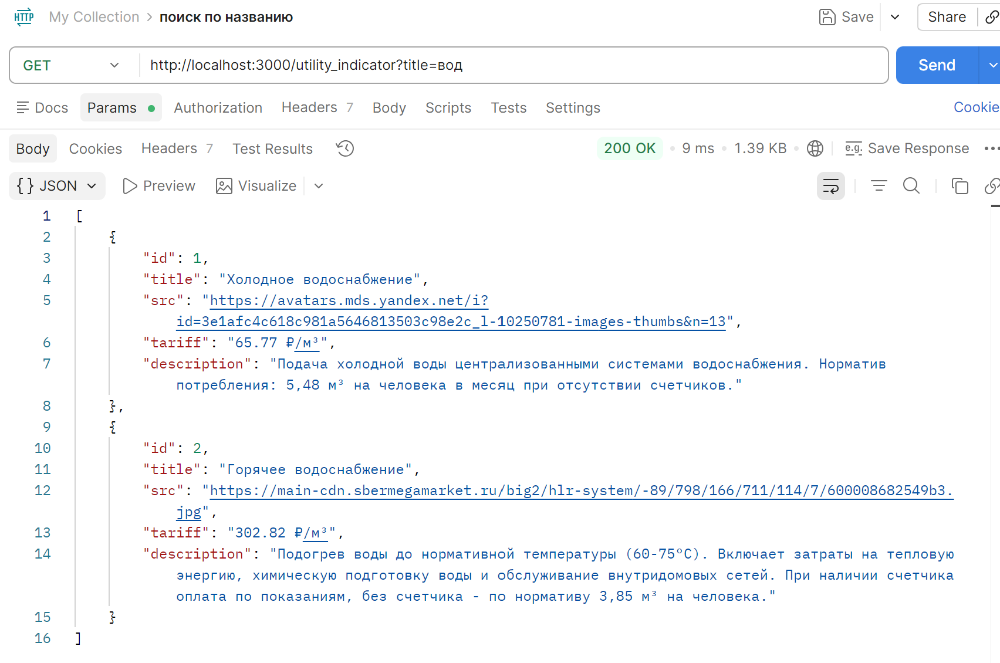 HTTP My Collection > поиск по названию Save Share
GET http://localhost:3000/utility_indicator?title=вод Send
Docs Params Authorization Headers 7 Body Scripts Tests Settings Cookie
Body Cookies Headers 7 Test Results 200 OK • 9 ms • 1.39 KB • e.g. Save Response
{ } JSON Preview Visualize
1 [
2 {
3 "id": 1,
4 "title": "Холодное водоснабжение",
5 "src": "https://avatars.mds.yandex.net/i?
id=3e1afc4c618c981a5646813503c98e2c_l-10250781-images-thumbs&n=13",
6 "tariff": "65.77 ₽/м³",
7 "description": "Подача холодной воды централизованными системами водоснабжения. Норматив
потребления: 5,48 м³ на человека в месяц при отсутствии счетчиков."
8 },
9 {
10 "id": 2,
11 "title": "Горячее водоснабжение",
12 "src": "https://main-cdn.sbermegamarket.ru/big2/hlr-system/-89/798/166/711/114/7/600008682549b3.
jpg",
13 "tariff": "302.82 ₽/м³",
14 "description": "Подогрев воды до нормативной температуры (60-75°C). Включает затраты на тепловую
энергию, химическую подготовку воды и обслуживание внутридомовых сетей. При наличии счетчика
оплата по показаниям, без счетчика - по нормативу 3,85 м³ на человека."
15 }
16 ]